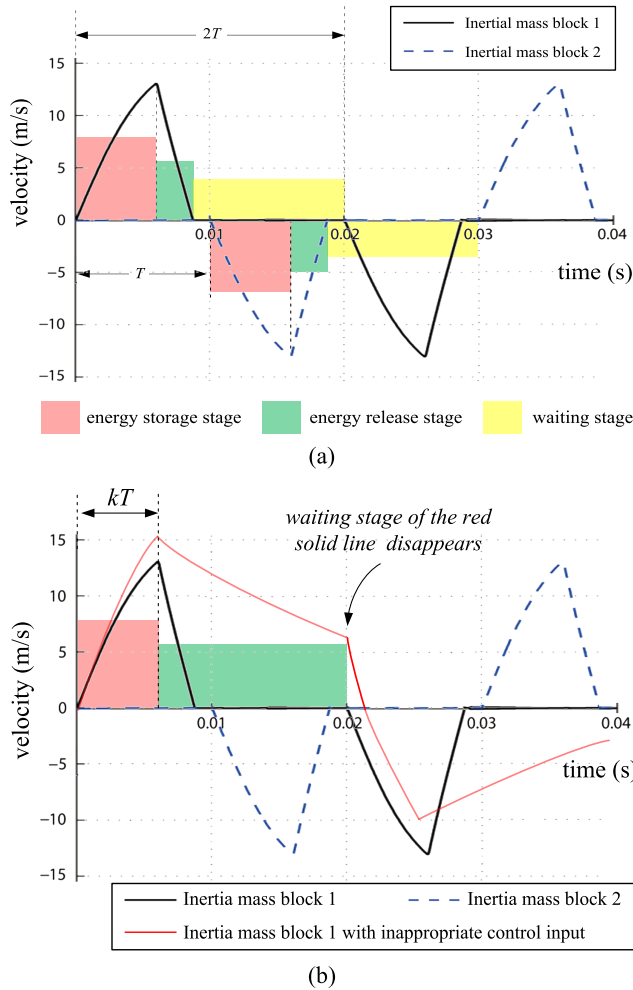 2T
Inertial mass block 1
Inertial mass block 2
velocity (m/s)
15
10
5
0
−5
−10
−15
0.01
0.02
0.03
0.04
T
time (s)
energy storage stage
energy release stage
waiting stage
(a)
kT
waiting stage of the red
solid line disappears
velocity (m/s)
15
10
5
0
−5
−10
−15
0.01
0.02
0.03
0.04
time (s)
Inertia mass block 1
Inertia mass block 2
Inertia mass block 1 with inappropriate control input
(b)